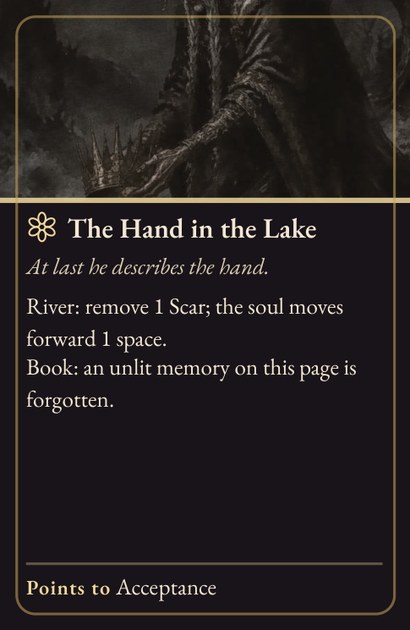 The Hand in the Lake
At last he describes the hand.
River: remove 1 Scar; the soul moves
forward 1 space.
Book: an unlit memory on this page is
forgotten.
Points to Acceptance